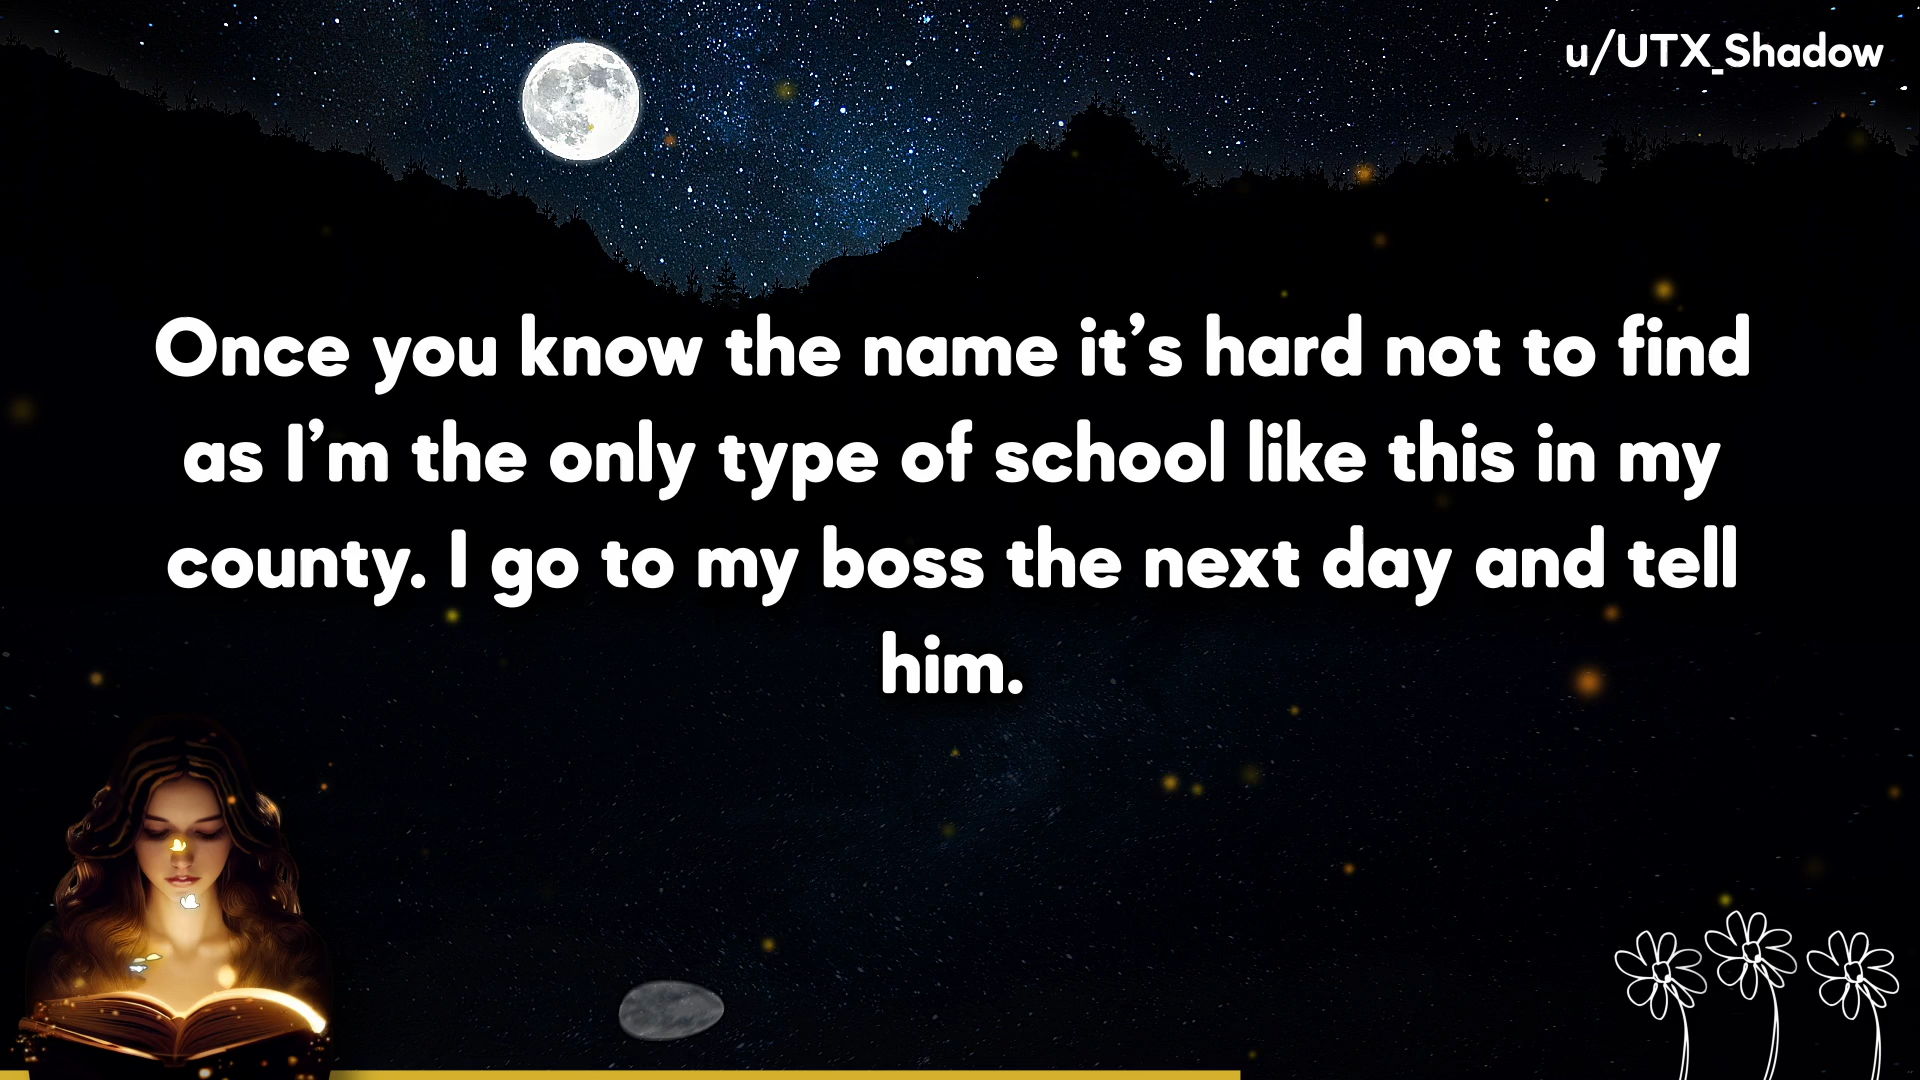 u/UTX_Shadow
Once you know the name it’s hard not to find
as I’m the only type of school like this in my
county. I go to my boss the next day and tell
him.